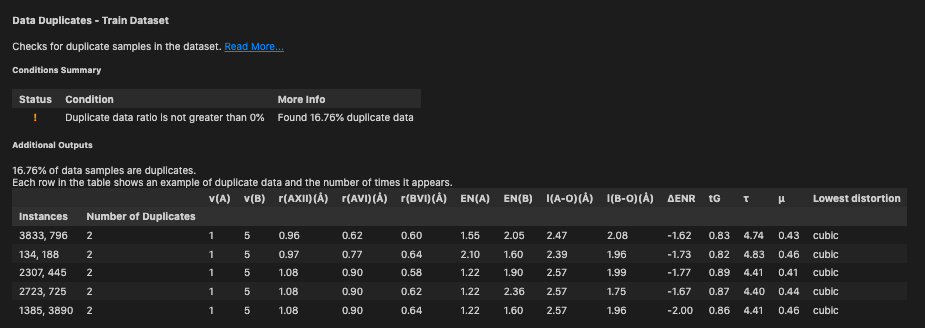 Data Duplicates - Train Dataset
Checks for duplicate samples in the dataset. Read More...
Conditions Summary
Status Condition More Info
! Duplicate data ratio is not greater than 0% Found 16.76% duplicate data
Additional Outputs
16.76% of data samples are duplicates.
Each row in the table shows an example of duplicate data and the number of times it appears.
v(A) v(B) r(AXII)(Å) r(AVI)(Å) r(BVI)(Å) EN(A) EN(B) l(A-O)(Å) l(B-O)(Å) ΔENR tG τ μ Lowest distortion
Instances Number of Duplicates
3833, 796 2 1 5 0.96 0.62 0.60 1.55 2.05 2.47 2.08 -1.62 0.83 4.74 0.43 cubic
134, 188 2 1 5 0.97 0.77 0.64 2.10 1.60 2.39 1.96 -1.73 0.82 4.83 0.46 cubic
2307, 445 2 1 5 1.08 0.90 0.58 1.22 1.90 2.57 1.99 -1.77 0.89 4.41 0.41 cubic
2723, 725 2 1 5 1.08 0.90 0.62 1.22 2.36 2.57 1.75 -1.67 0.87 4.40 0.44 cubic
1385, 3890 2 1 5 1.08 0.90 0.64 1.22 1.60 2.57 1.96 -2.00 0.86 4.41 0.46 cubic